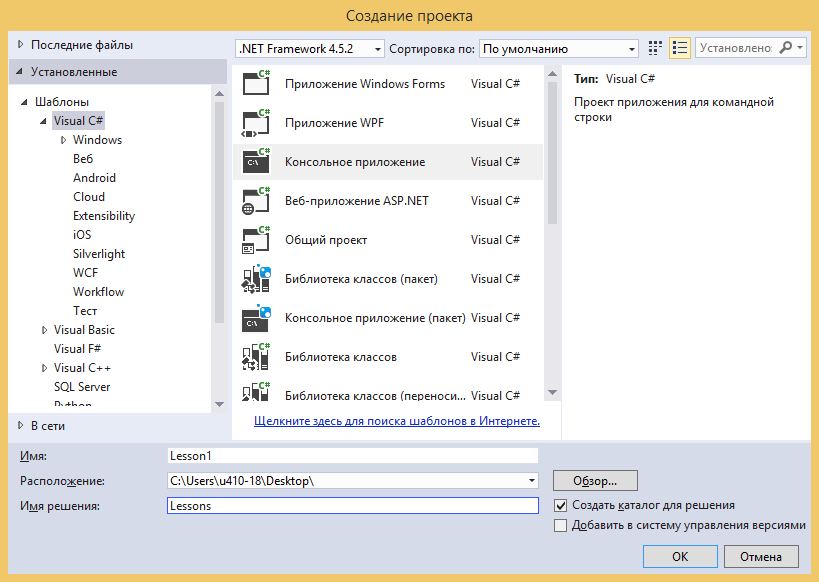 Создание проекта
Последние файлы
Установленные
Шаблоны
Visual C#
Windows
Веб
Android
Cloud
Extensibility
iOS
Silverlight
WCF
Workflow
Тест
Visual Basic
Visual F#
Visual C++
SQL Server
Python
В сети
.NET Framework 4.5.2 Сортировка по: По умолчанию
Установлено:
Приложение Windows Forms Visual C#
Приложение WPF Visual C#
Консольное приложение Visual C#
Веб-приложение ASP.NET Visual C#
Общий проект Visual C#
Библиотека классов (пакет) Visual C#
Консольное приложение (пакет) Visual C#
Библиотека классов Visual C#
Библиотека классов (переноси... Visual C#
Щелкните здесь для поиска шаблонов в Интернете.
Тип: Visual C#
Проект приложения для командной
строки
Имя: Lesson1
Расположение: C:\Users\u410-18\Desktop\ Обзор...
Имя решения: Lessons
Создать каталог для решения
Добавить в систему управления версиями
OK Отмена